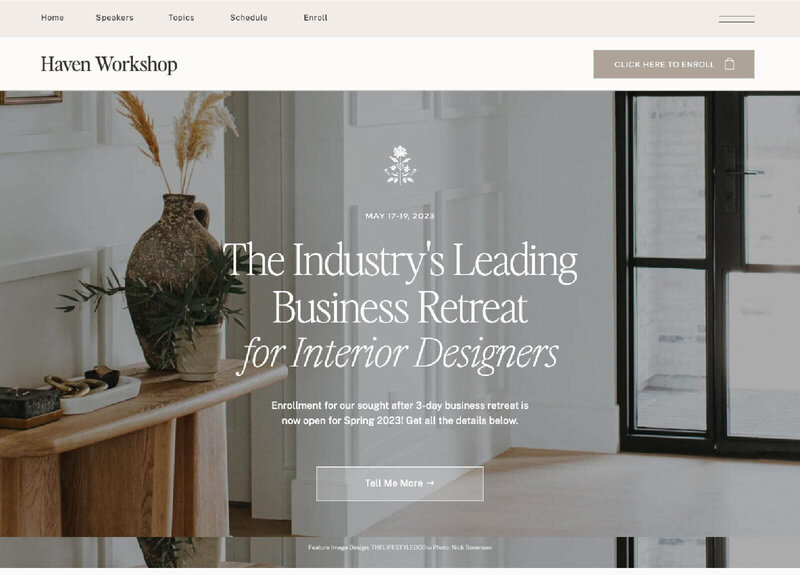 Home Speakers Topics Schedule Enroll
Haven Workshop
CLICK HERE TO ENROLL
MAY 17-19, 2023
The Industry's Leading
Business Retreat
for Interior Designers
Enrollment for our sought after 3-day business retreat is
now open for Spring 2023! Get all the details below.
Tell Me More →
Feature Image Design: THELIFESTYLEDCO ~ Photo: Nick Sorensen